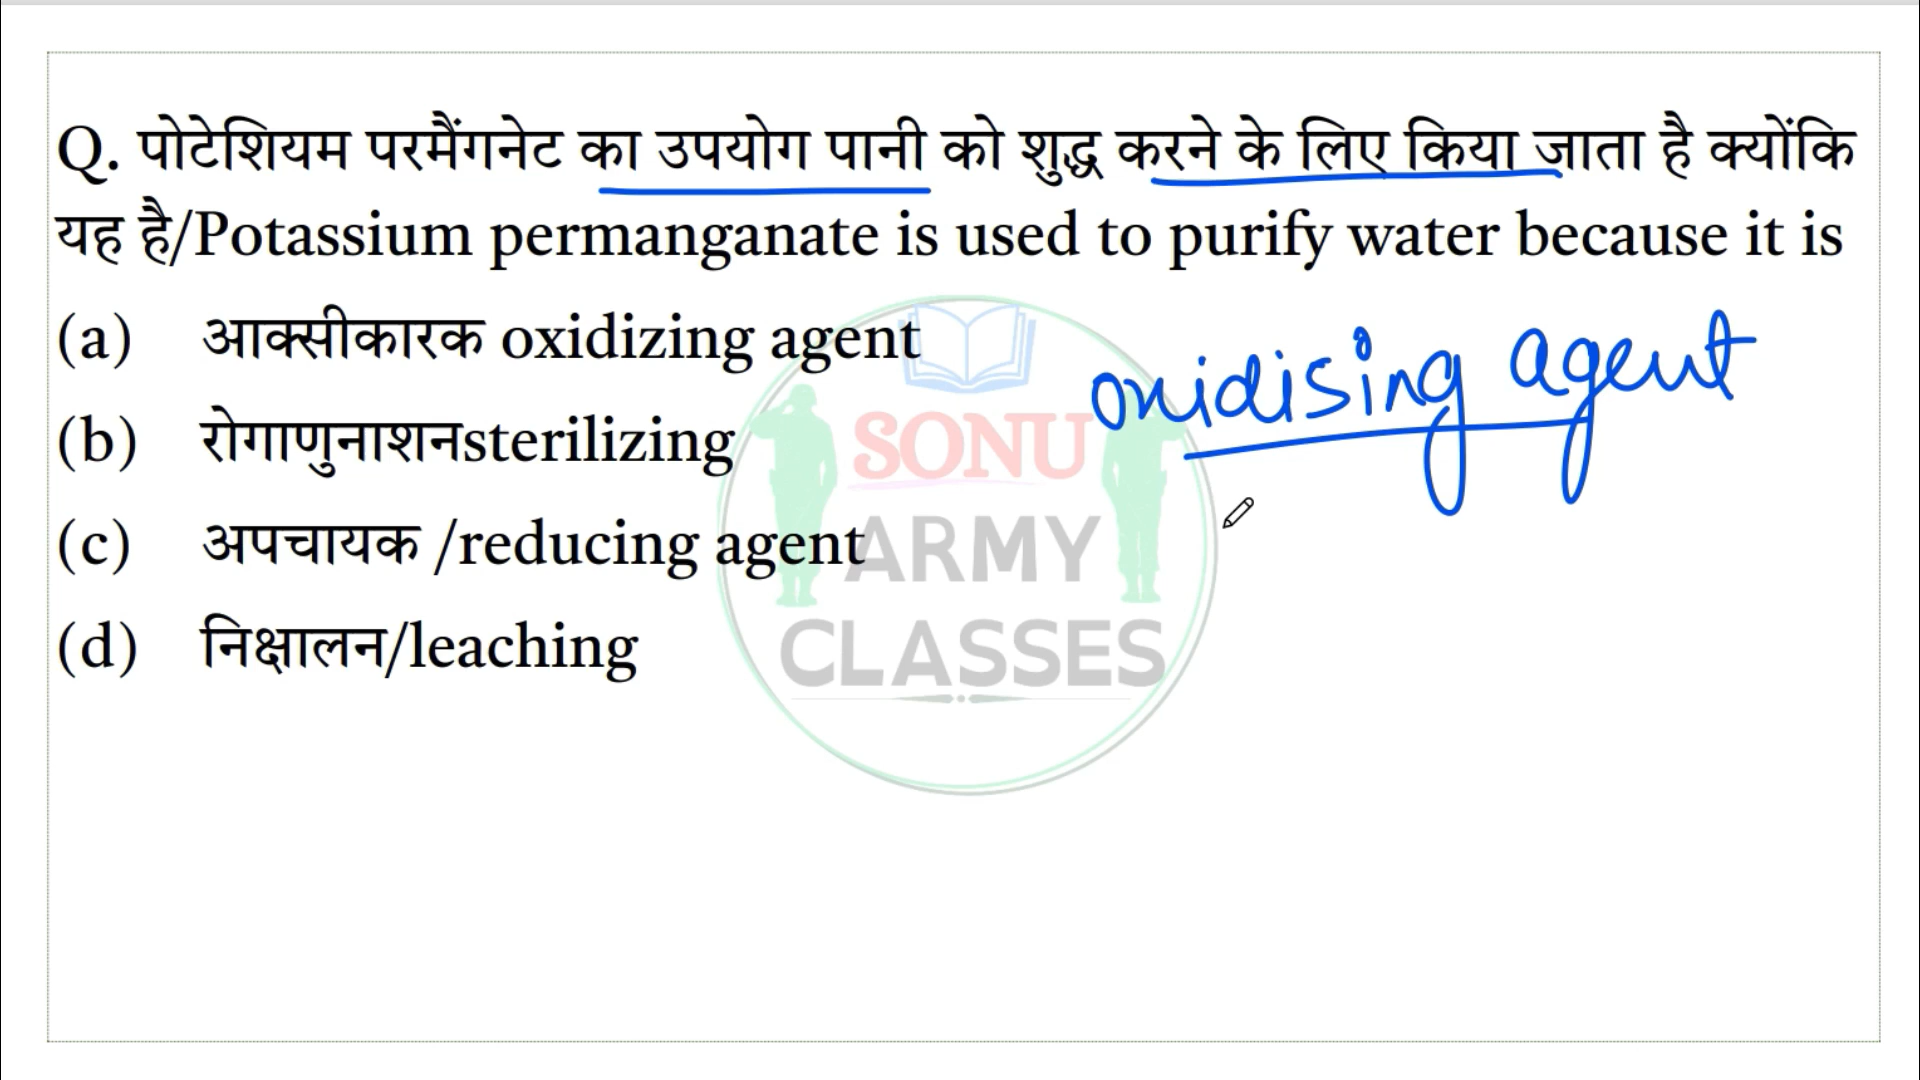 Q. पोटेशियम परमैंगनेट का उपयोग पानी को शुद्ध करने के लिए किया जाता है क्योंकि
यह है/Potassium permanganate is used to purify water because it is
(a) आक्सीकारक oxidizing agent
oxidising agent
(b) रोगाणुनाशनsterilizing
(c) अपचायक /reducing agent
(d) निक्षालन/leaching
SONU
ARMY
CLASSES